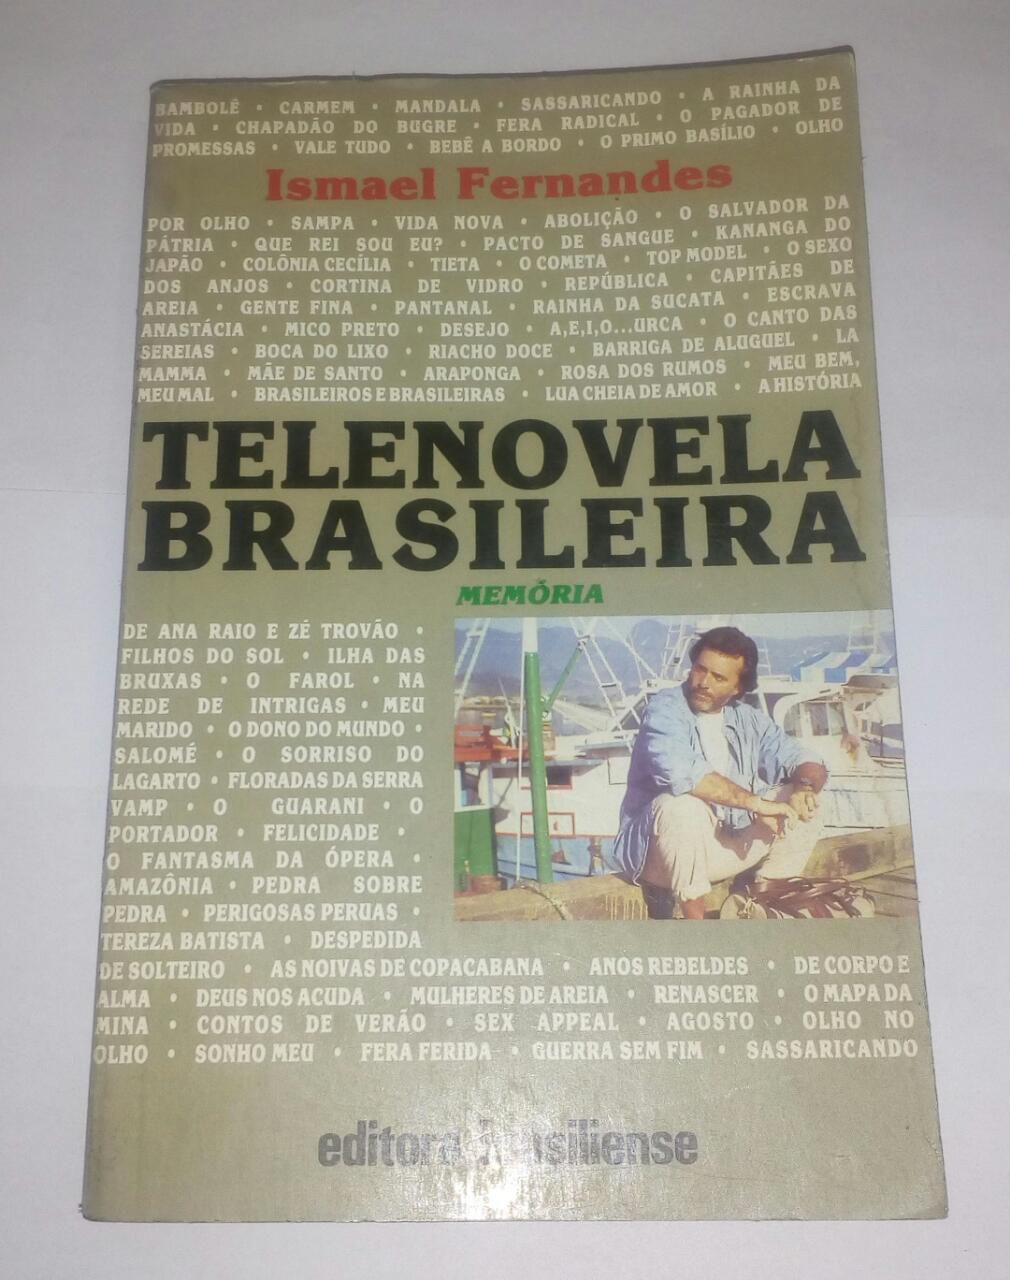 BAMBOLÊ • CARMEM • MANDALA • SASSARICANDO • A RAINHA DA
VIDA • CHAPADÃO DO BUGRE • FERA RADICAL • O PAGADOR DE
PROMESSAS • VALE TUDO • BEBÊ A BORDO • O PRIMO BASÍLIO • OLHO
Ismael Fernandes
POR OLHO • SAMPA • VIDA NOVA • ABOLIÇÃO • O SALVADOR DA
PÁTRIA • QUE REI SOU EU? • PACTO DE SANGUE • KANANGA DO
JAPÃO • COLÔNIA CECÍLIA • TIETA • O COMETA • TOP MODEL • O SEXO
DOS ANJOS • CORTINA DE VIDRO • REPÚBLICA • CAPITÃES DE
AREIA • GENTE FINA • PANTANAL • RAINHA DA SUCATA • ESCRAVA
ANASTÁCIA • MICO PRETO • DESEJO • A,E,I,O...URCA • O CANTO DAS
SEREIAS • BOCA DO LIXO • RIACHO DOCE • BARRIGA DE ALUGUEL • LA
MAMMA • MÃE DE SANTO • ARAPONGA • ROSA DOS RUMOS • MEU BEM,
MEU MAL • BRASILEIROS E BRASILEIRAS • LUA CHEIA DE AMOR • A HISTÓRIA
TELENOVELA
BRASILEIRA
MEMÓRIA
DE ANA RAIO E ZÉ TROVÃO •
FILHOS DO SOL • ILHA DAS
BRUXAS • O FAROL • NA
REDE DE INTRIGAS • MEU
MARIDO • O DONO DO MUNDO •
SALOMÉ • O SORRISO DO
LAGARTO • FLORADAS DA SERRA
VAMP • O GUARANI • O
PORTADOR • FELICIDADE •
O FANTASMA DA ÓPERA •
AMAZÔNIA • PEDRA SOBRE
PEDRA • PERIGOSAS PERUAS •
TEREZA BATISTA • DESPEDIDA
DE SOLTEIRO • AS NOIVAS DE COPACABANA • ANOS REBELDES • DE CORPO E
ALMA • DEUS NOS ACUDA • MULHERES DE AREIA • RENASCER • O MAPA DA
MINA • CONTOS DE VERÃO • SEX APPEAL • AGOSTO • OLHO NO
OLHO • SONHO MEU • FERA FERIDA • GUERRA SEM FIM • SASSARICANDO
editora brasiliense